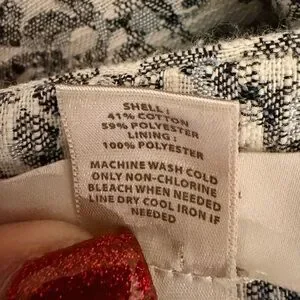 SHELL :
41% COTTON
59% POLYESTER
LINING :
100% POLYESTER
MACHINE WASH COLD
ONLY NON-CHLORINE
BLEACH WHEN NEEDED
LINE DRY COOL IRON IF
NEEDED